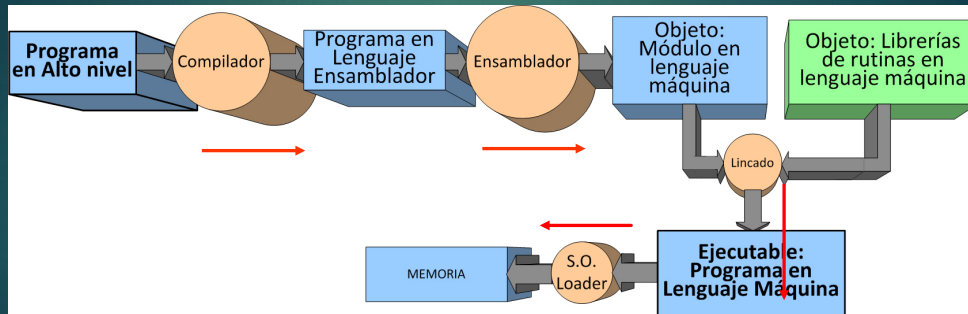 Programa
en Alto nivel
Compilador
Programa en
Lenguaje
Ensamblador
Ensamblador
Objeto:
Módulo en
lenguaje
máquina
Objeto: Librerías
de rutinas en
lenguaje máquina
Lincado
Ejecutable:
Programa en
Lenguaje Máquina
S.O.
Loader
MEMORIA